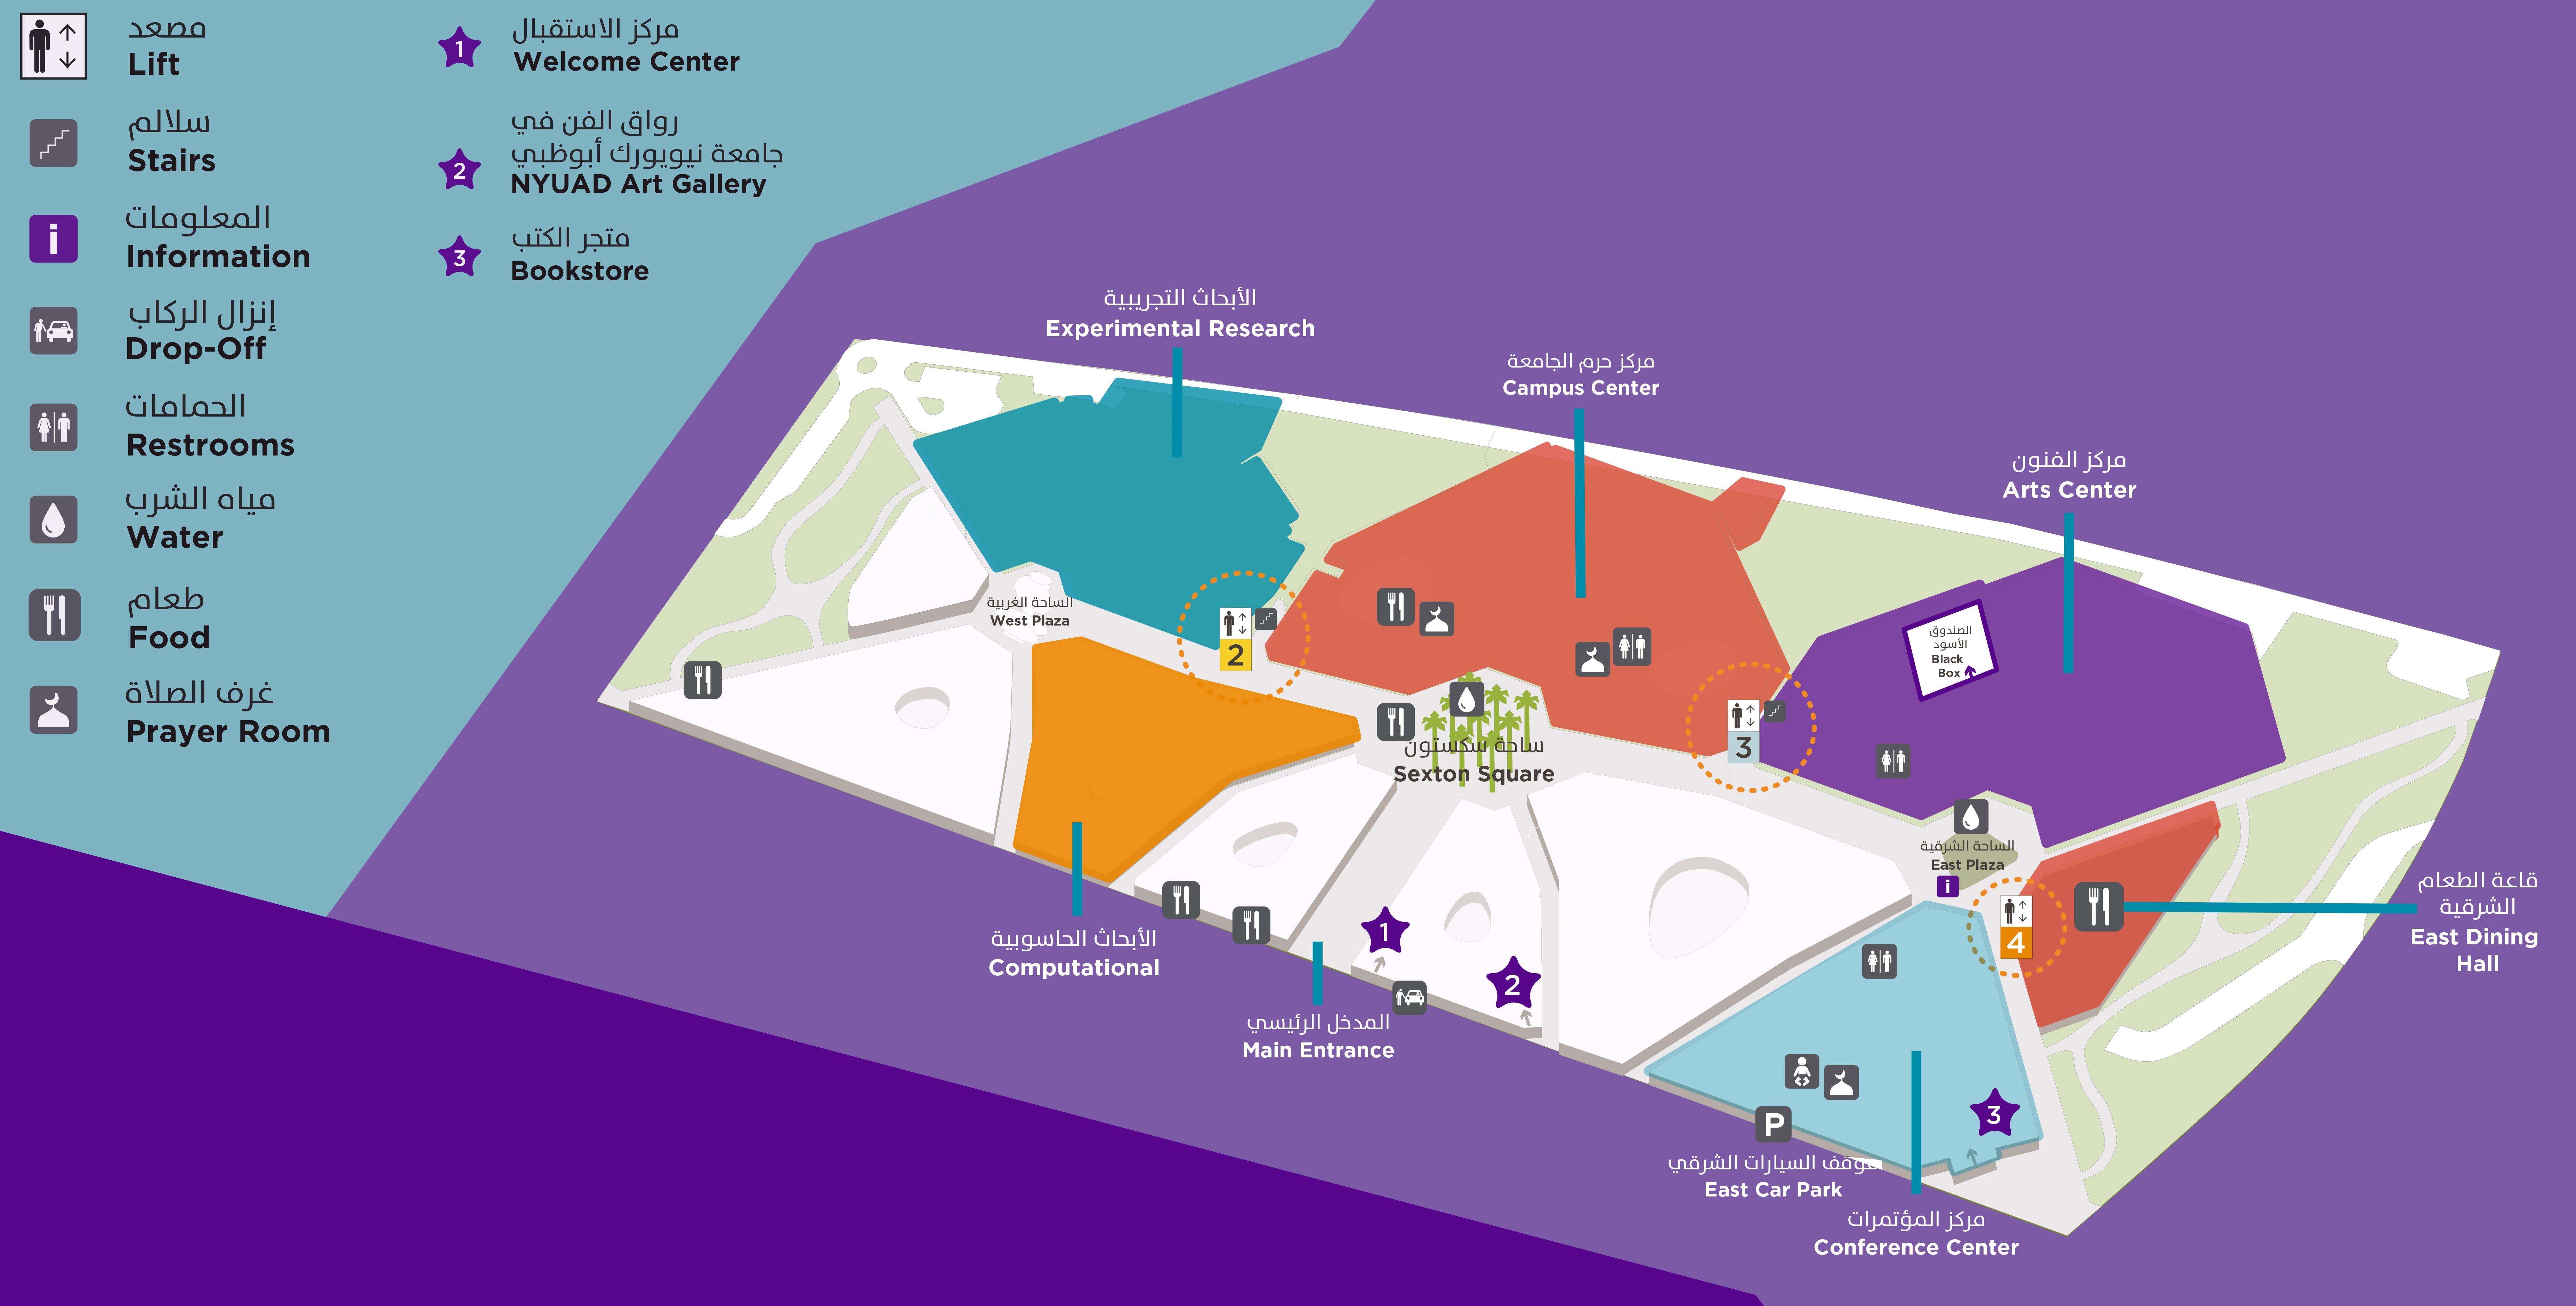 مصعد
Lift
سلالم
Stairs
i
المعلومات
Information
إنزال الركاب
Drop-Off
الحمامات
Restrooms
مياه الشرب
Water
طعام
Food
غرف الصلاة
Prayer Room
1
مركز الاستقبال
Welcome Center
رواق الفن في
2
جامعة نيويورك أبوظبي
NYUAD Art Gallery
3
متجر الكتب
Bookstore
الأبحاث التجريبية
Experimental Research
مركز حرم الجامعة
Campus Center
مركز الفنون
Arts Center
الصندوق
الأسود
Black
Box
الساحة الغربية
West Plaza
2
ساحة سكستون
Sexton Square
3
الساحة الشرقية
East Plaza
i
4
قاعة الطعام
الشرقية
East Dining
Hall
الأبحاث الحاسوبية
Computational
1
2
المدخل الرئيسي
Main Entrance
3
P
موقف السيارات الشرقي
East Car Park
مركز المؤتمرات
Conference Center